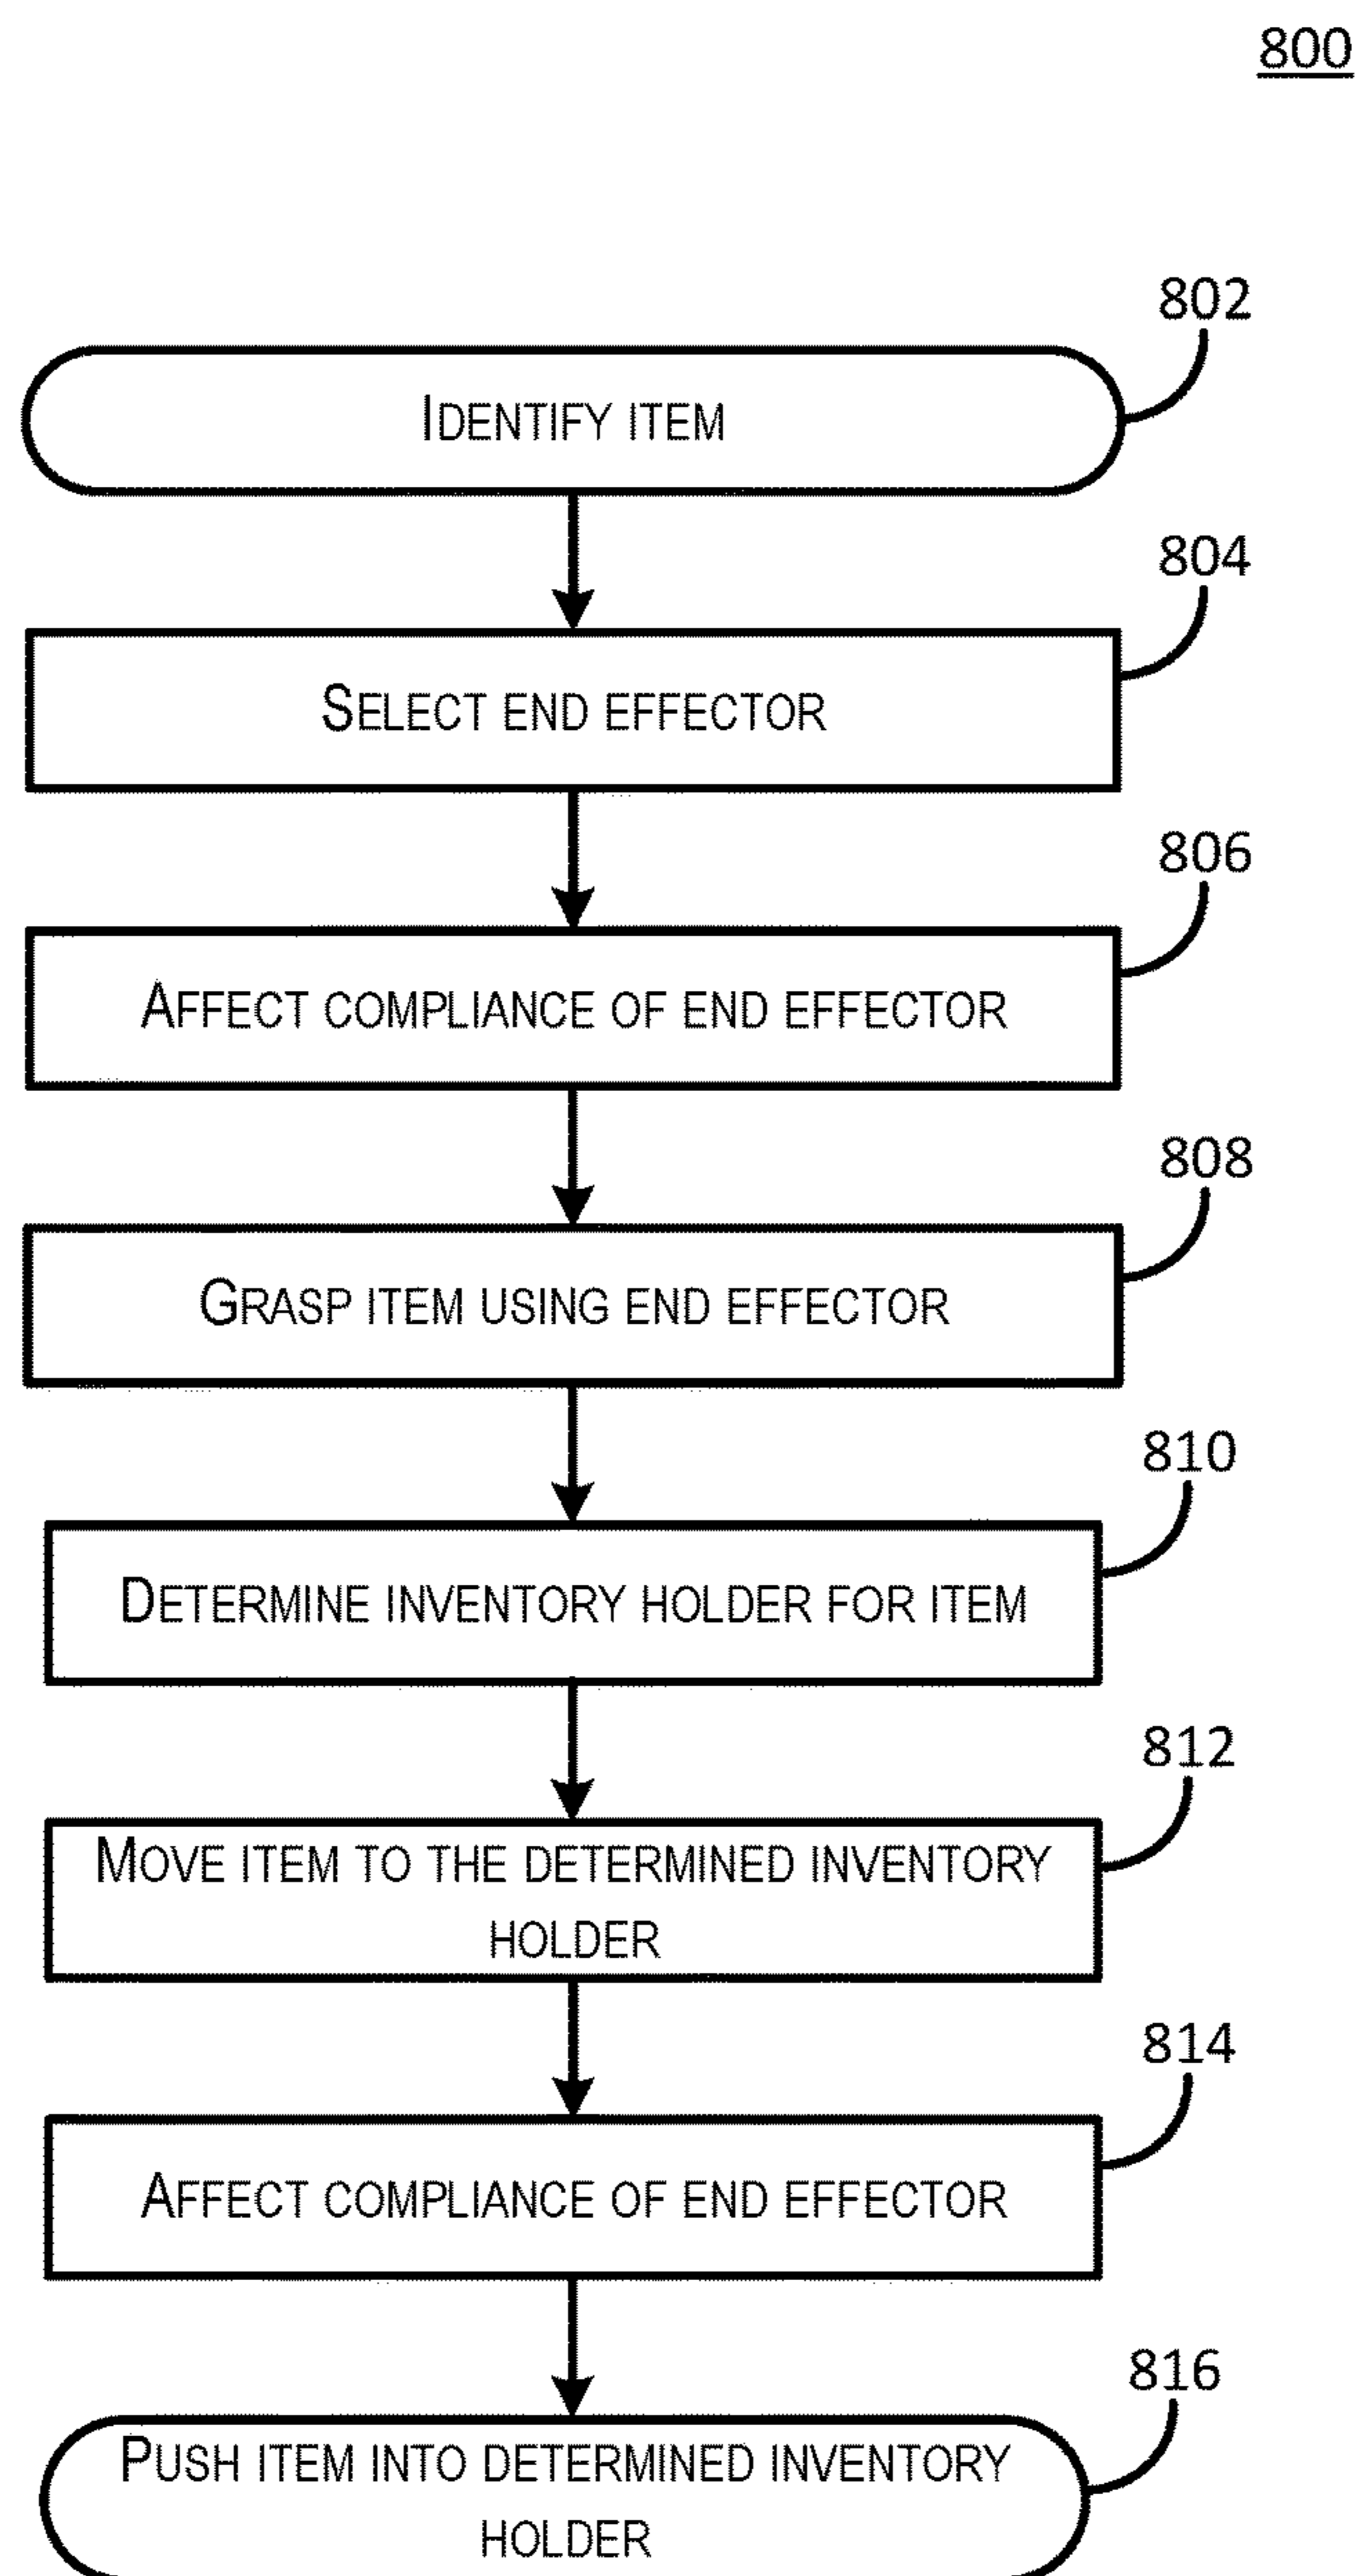 800
802
IDENTIFY ITEM
804
SELECT END EFFECTOR
806
AFFECT COMPLIANCE OF END EFFECTOR
808
GRASP ITEM USING END EFFECTOR
810
DETERMINE INVENTORY HOLDER FOR ITEM
812
MOVE ITEM TO THE DETERMINED INVENTORY
HOLDER
814
AFFECT COMPLIANCE OF END EFFECTOR
816
PUSH ITEM INTO DETERMINED INVENTORY
HOLDER